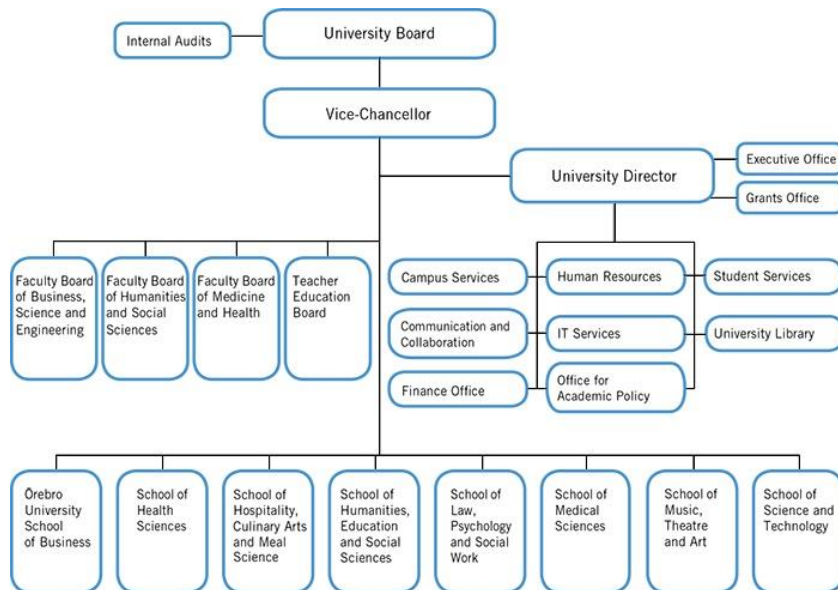 University Board
Internal Audits
Vice-Chancellor
Executive Office
University Director
Grants Office
Faculty Board
of Business,
Science and
Engineering
Faculty Board
of Humanities
and Social
Sciences
Faculty Board
of Medicine
and Health
Teacher
Education
Board
Campus Services
Human Resources
Student Services
Communication and
Collaboration
IT Services
University Library
Finance Office
Office for
Academic Policy
Örebro
University
School
of Business
School of
Health
Sciences
School of
Hospitality,
Culinary Arts
and Meal
Science
School of
Humanities,
Education
and Social
Sciences
School of
Law,
Psychology
and Social
Work
School of
Medical
Sciences
School of
Music,
Theatre
and Art
School of
Science and
Technology